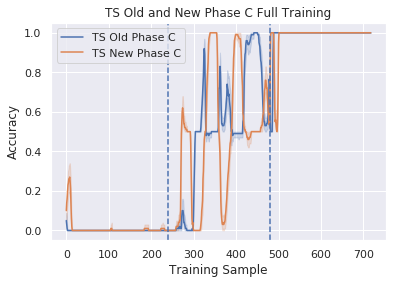 TS Old and New Phase C Full Training
TS Old Phase C
TS New Phase C
Accuracy
1.0
0.8
0.6
0.4
0.2
0.0
0 100 200 300 400 500 600 700
Training Sample